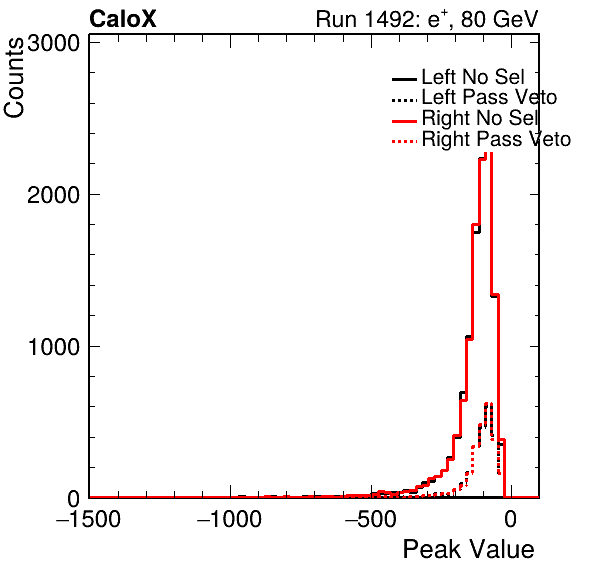 CaloX Run 1492: e+, 80 GeV
Counts
3000
2000
1000
0
Left No Sel
Left Pass Veto
Right No Sel
Right Pass Veto
−1500 −1000 −500 0
Peak Value